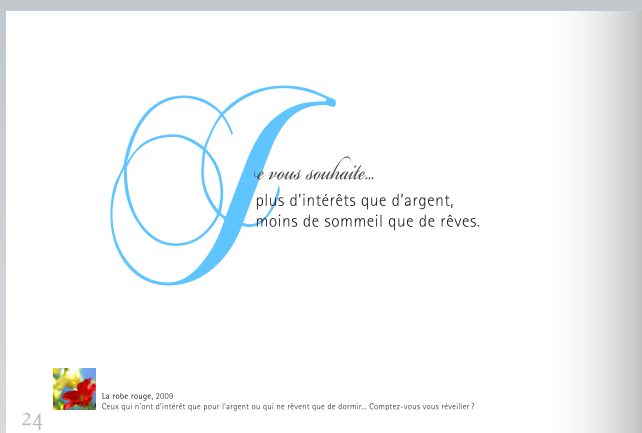 Je vous souhaite...
plus d'intérêts que d'argent,
moins de sommeil que de rêves.
La robe rouge, 2009
Ceux qui n'ont d'intérêt que pour l'argent ou qui ne rêvent que de dormir... Comptez-vous vous réveiller ?
24